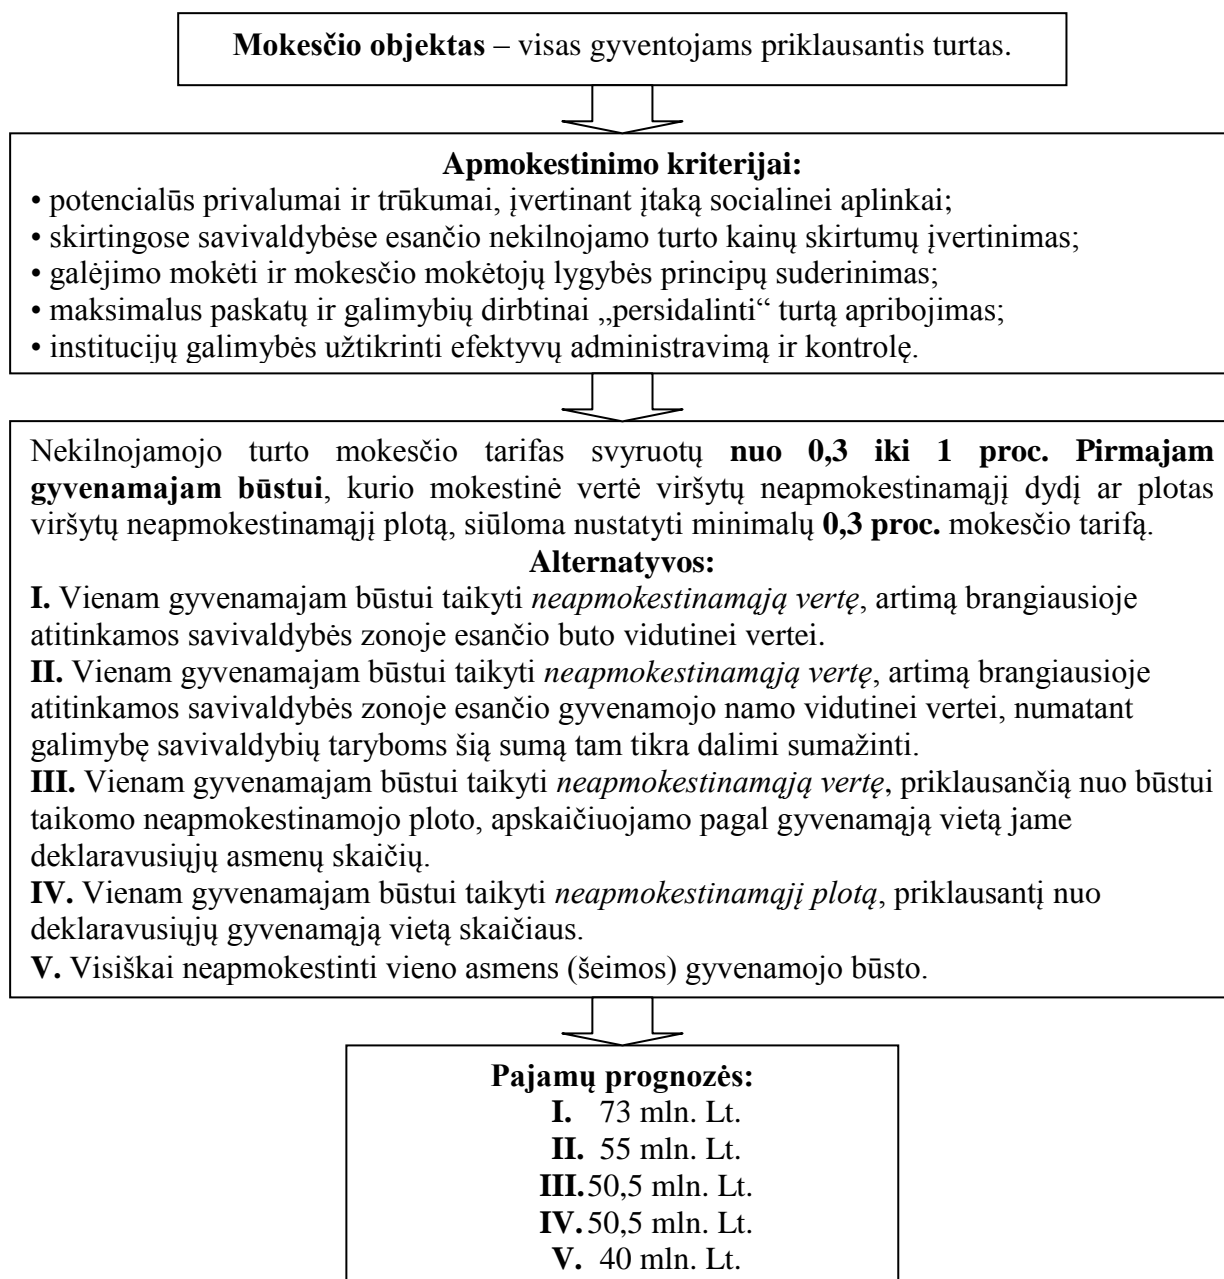 Mokesčio objektas – visas gyventojams priklausantis turtas.
Apmokestinimo kriterijai:
• potencialūs privalumai ir trūkumai, įvertinant įtaką socialinei aplinkai;
• skirtingose savivaldybėse esančio nekilnojamo turto kainų skirtumų įvertinimas;
• galėjimo mokėti ir mokesčio mokėtojų lygybės principų suderinimas;
• maksimalus paskatų ir galimybių dirbtinai „persidalinti“ turtą apribojimas;
• institucijų galimybės užtikrinti efektyvų administravimą ir kontrolę.
Nekilnojamojo turto mokesčio tarifas svyruotų nuo 0,3 iki 1 proc. Pirmajam
gyvenamajam būstui, kurio mokestinė vertė viršytų neapmokestinamąjį dydį ar plotas
viršytų neapmokestinamąjį plotą, siūloma nustatyti minimalų 0,3 proc. mokesčio tarifą.
Alternatyvos:
I. Vienam gyvenamajam būstui taikyti neapmokestinamąją vertę, artimą brangiausioje
atitinkamos savivaldybės zonoje esančio buto vidutinei vertei.
II. Vienam gyvenamajam būstui taikyti neapmokestinamąją vertę, artimą brangiausioje
atitinkamos savivaldybės zonoje esančio gyvenamojo namo vidutinei vertei, numatant
galimybę savivaldybių taryboms šią sumą tam tikra dalimi sumažinti.
III. Vienam gyvenamajam būstui taikyti neapmokestinamąją vertę, priklausančią nuo būstui
taikomo neapmokestinamojo ploto, apskaičiuojamo pagal gyvenamąją vietą jame
deklaravusiųjų asmenų skaičių.
IV. Vienam gyvenamajam būstui taikyti neapmokestinamąjį plotą, priklausantį nuo
deklaravusiųjų gyvenamąją vietą skaičiaus.
V. Visiškai neapmokestinti vieno asmens (šeimos) gyvenamojo būsto.
Pajamų prognozės:
I. 73 mln. Lt.
II. 55 mln. Lt.
III. 50,5 mln. Lt.
IV. 50,5 mln. Lt.
V. 40 mln. Lt.